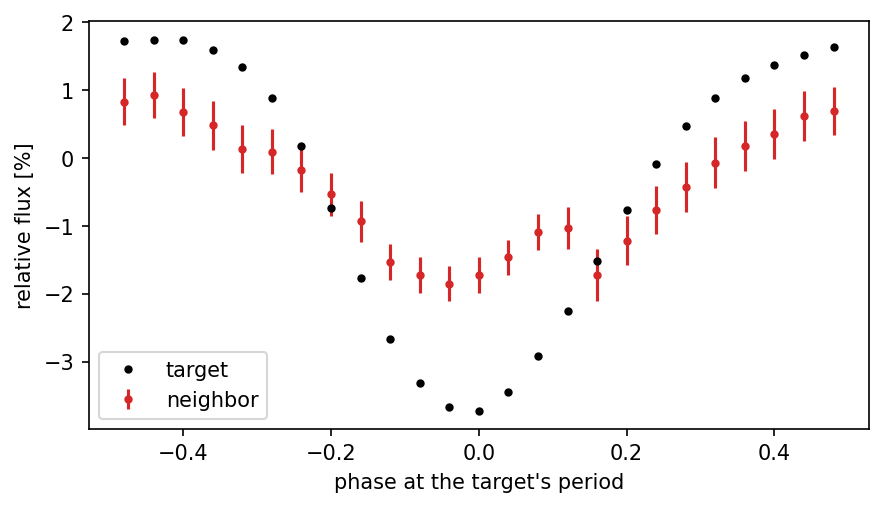 2
1
0
−1
−2
−3
relative flux [%]
target
neighbor
−0.4
−0.2
0.0
0.2
0.4
phase at the target's period